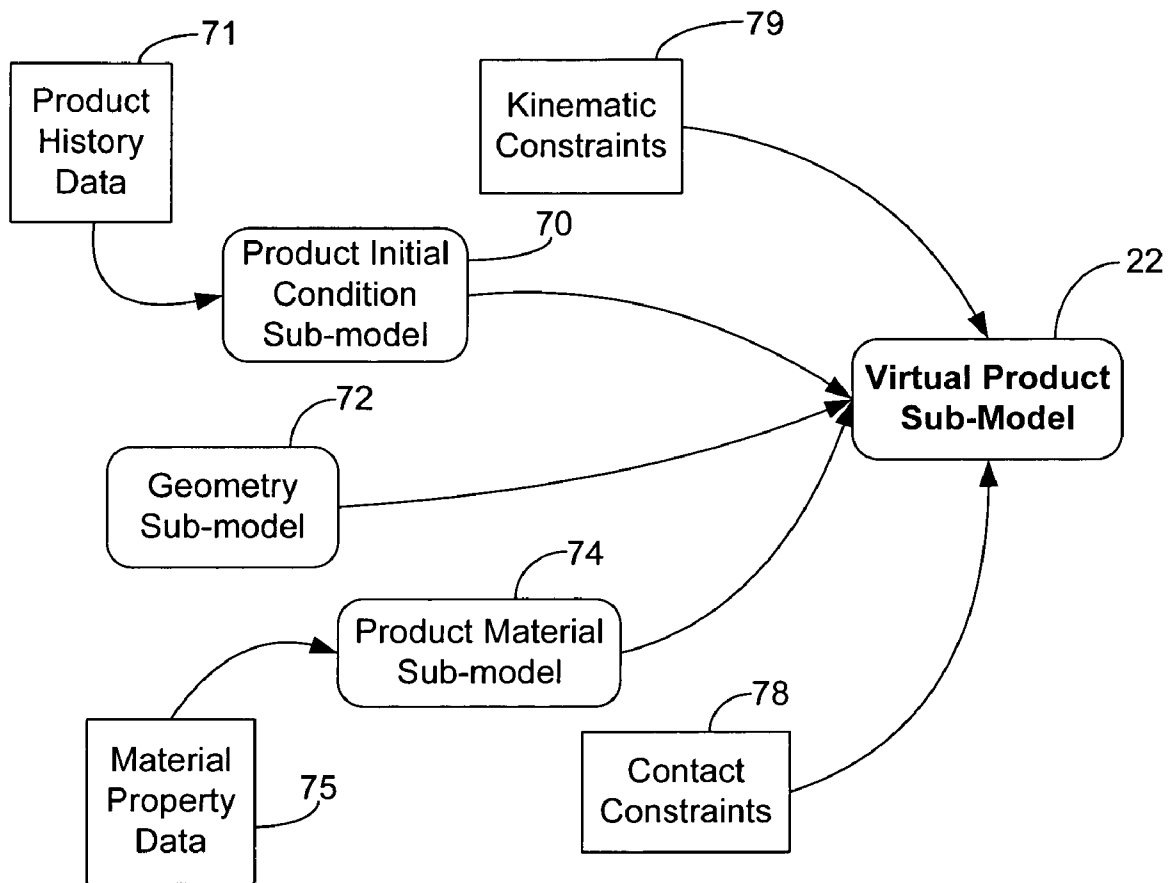 71
Product
History
Data
79
Kinematic
Constraints
70
Product Initial
Condition
Sub-model
22
Virtual Product
Sub-Model
72
Geometry
Sub-model
74
Product Material
Sub-model
78
Contact
Constraints
Material
Property
Data
75